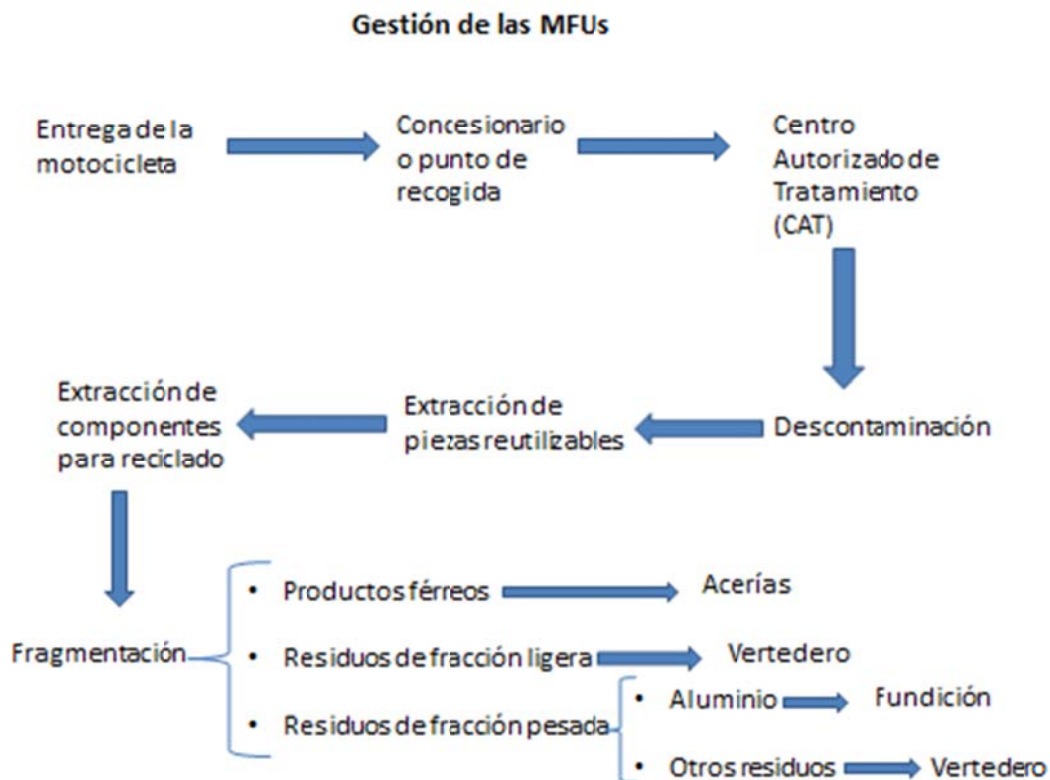 Gestión de las MFUs
Entrega de la
motocicleta
Concesionario
o punto de
recogida
Centro
Autorizado de
Tratamiento
(CAT)
Descontaminación
Extracción de
piezas reutilizables
Extracción de
componentes
para reciclado
Fragmentación
• Productos férreos
Acerías
• Residuos de fracción ligera
Vertedero
• Residuos de fracción pesada
• Aluminio
Fundición
• Otros residuos
Vertedero